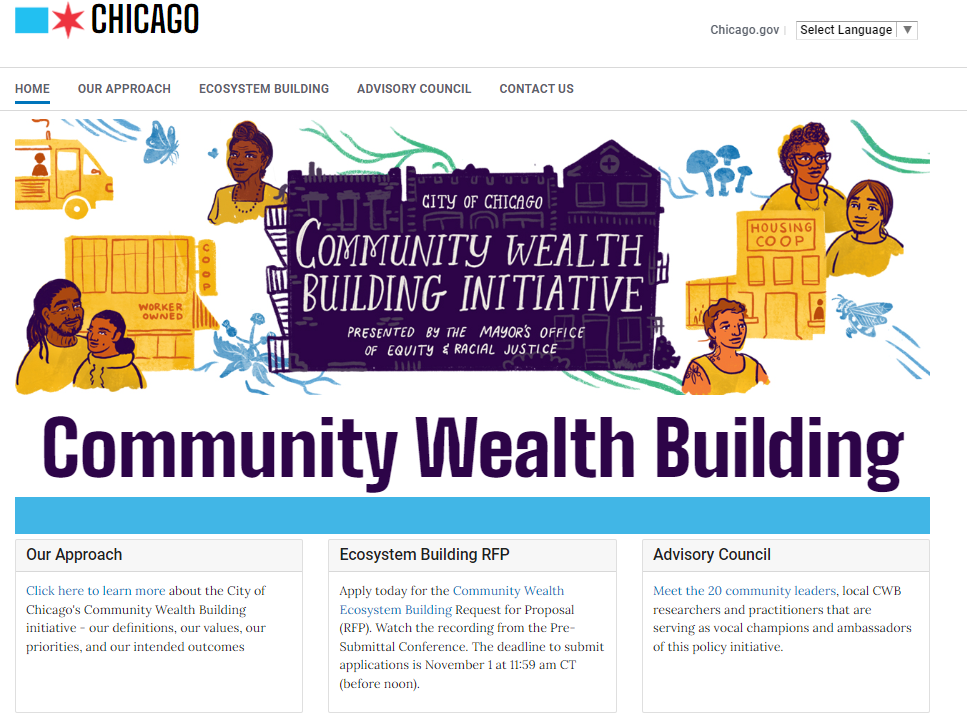 CHICAGO
Chicago.gov
Select Language
HOME
OUR APPROACH
ECOSYSTEM BUILDING
ADVISORY COUNCIL
CONTACT US
CITY OF CHICAGO
COMMUNITY WEALTH
BUILDING INITIATIVE
PRESENTED BY THE MAYOR'S OFFICE
OF EQUITY & RACIAL JUSTICE
COOP
WORKER
OWNED
HOUSING
COOP
Community Wealth Building
Our Approach
Click here to learn more about the City of
Chicago's Community Wealth Building
initiative - our definitions, our values, our
priorities, and our intended outcomes
Ecosystem Building RFP
Apply today for the Community Wealth
Ecosystem Building Request for Proposal
(RFP). Watch the recording from the Pre-
Submittal Conference. The deadline to submit
applications is November 1 at 11:59 am CT
(before noon).
Advisory Council
Meet the 20 community leaders, local CWB
researchers and practitioners that are
serving as vocal champions and ambassadors
of this policy initiative.